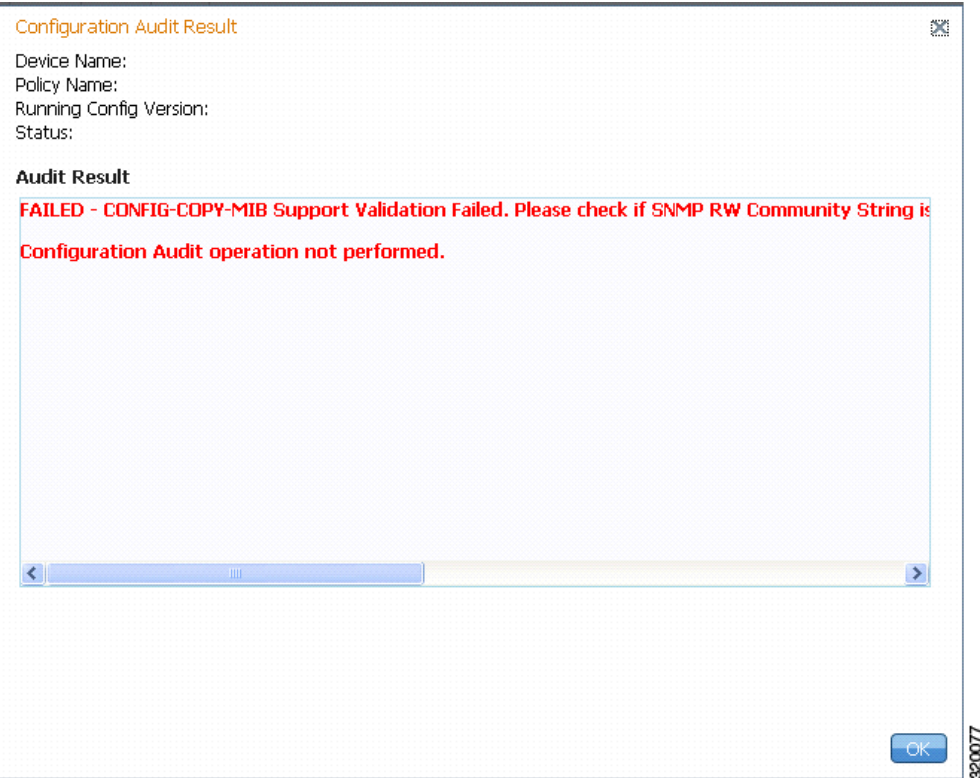 Configuration Audit Result
Device Name:
Policy Name:
Running Config Version:
Status:
Audit Result
FAILED - CONFIG-COPY-MIB Support Validation Failed. Please check if SNMP RW Community String is
Configuration Audit operation not performed.
OK